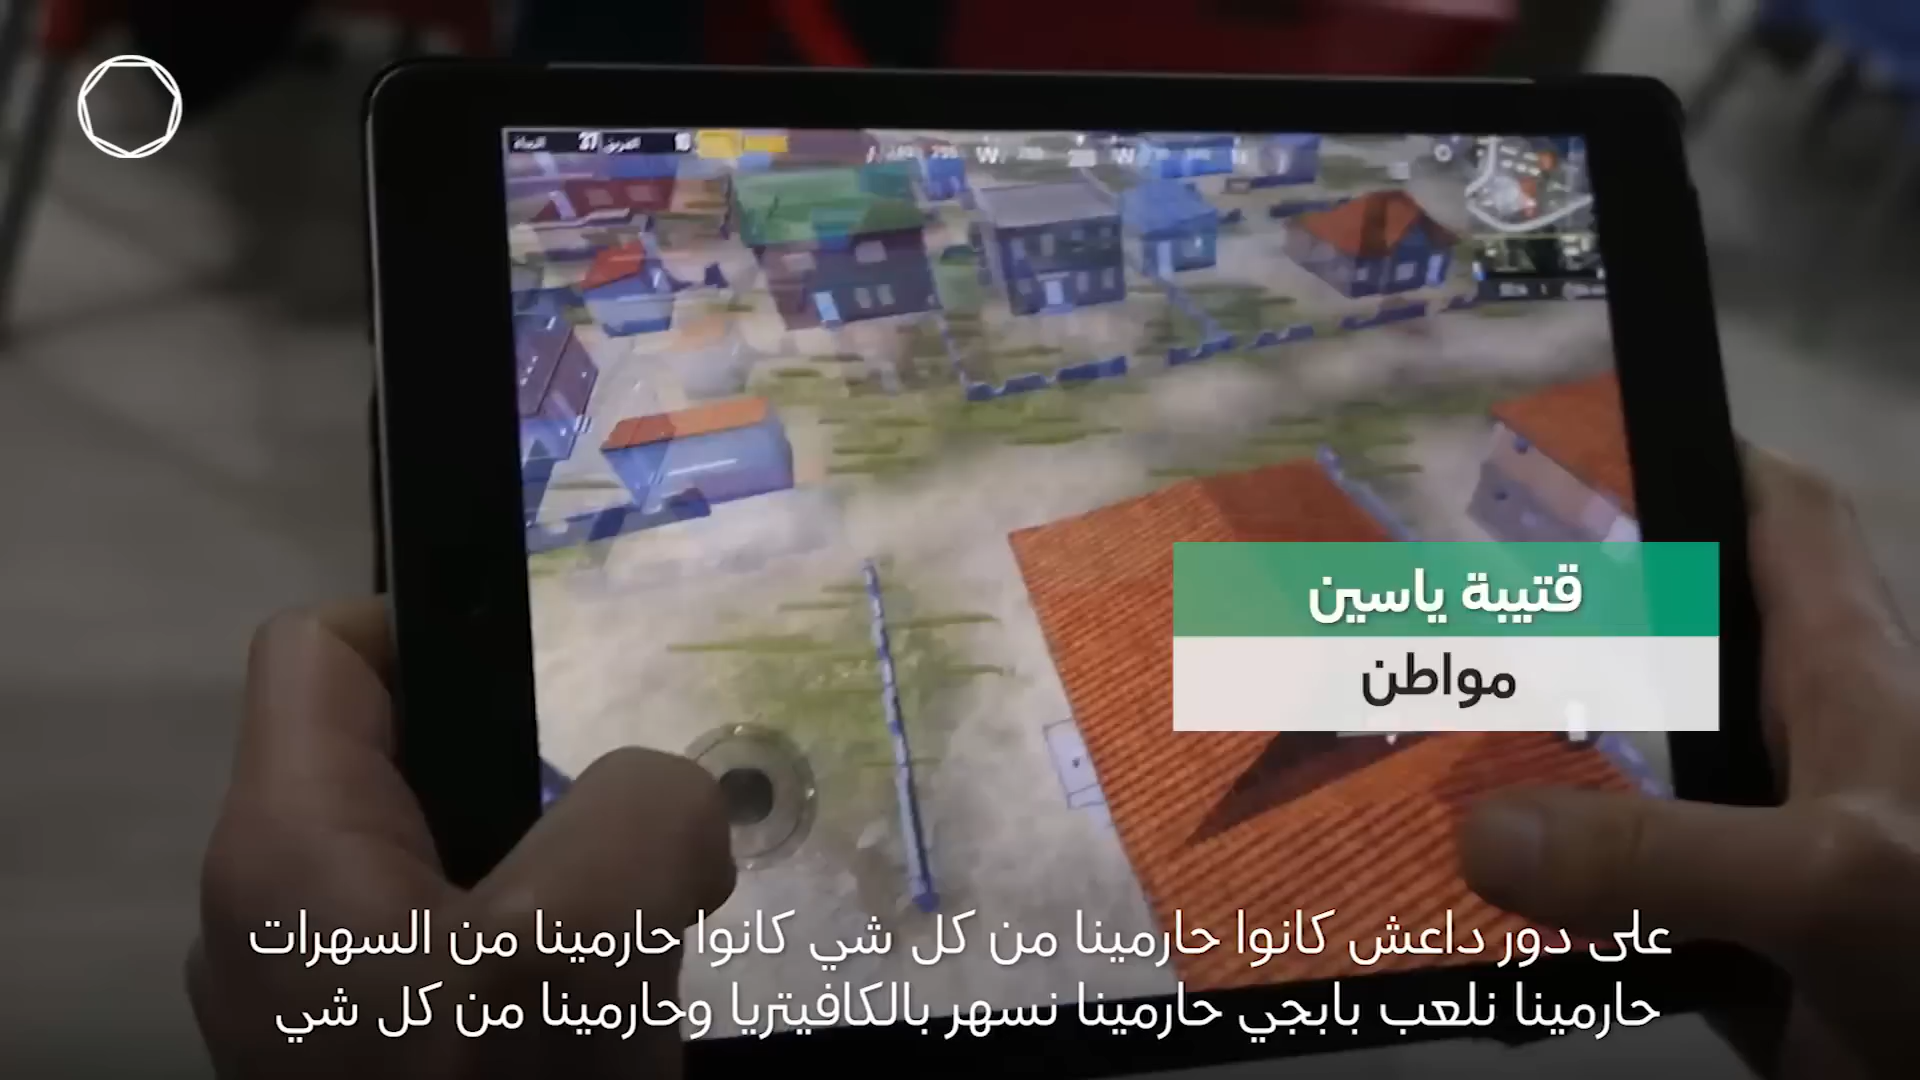 قتيبة ياسين
مواطن
على دور داعش كانوا حارمينا من كل شي كانوا حارمينا من السهرات
حارمينا نلعب بابجي حارمينا نسهر بالكافيتريا وحارمينا من كل شي